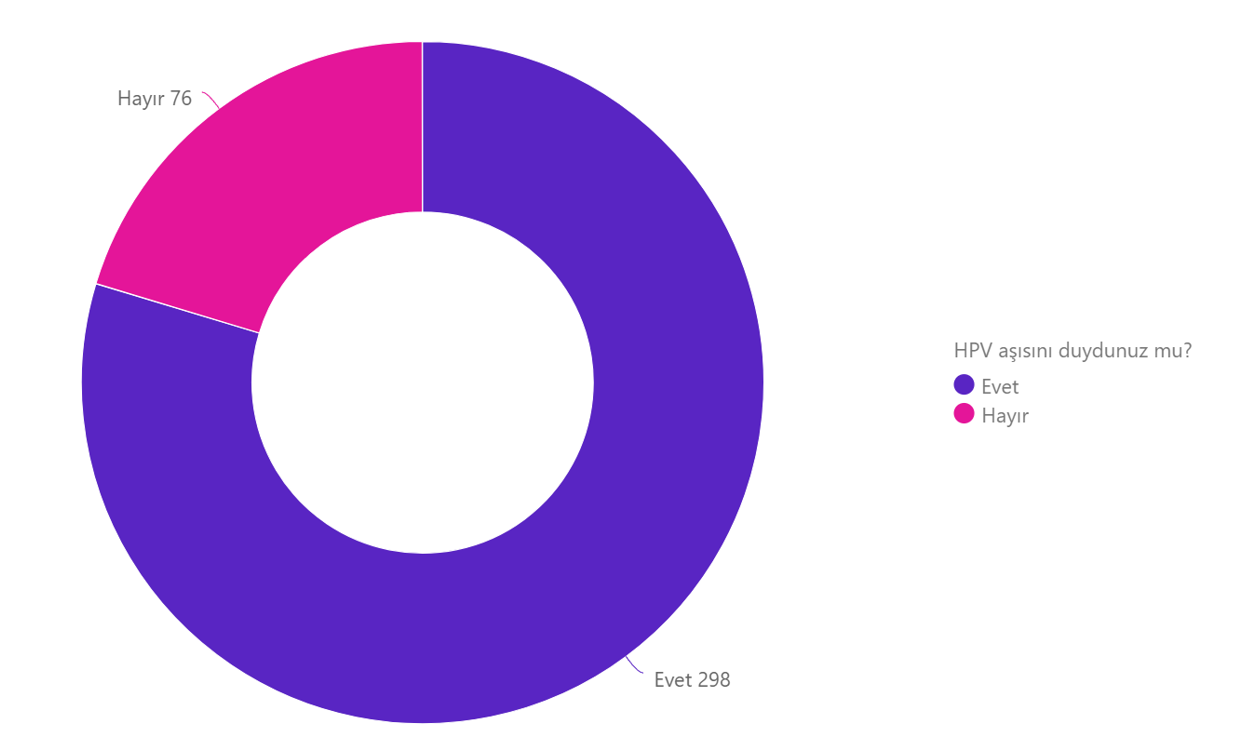 Hayır 76
HPV aşısını duydunuz mu?
Evet
Hayır
Evet 298